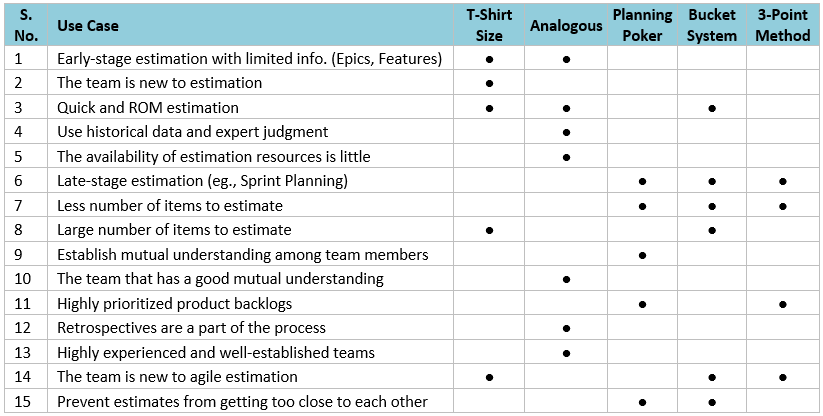 S. No. Use Case T-Shirt Size Analogous Planning Poker Bucket System 3-Point Method
1 Early-stage estimation with limited info. (Epics, Features) ● ●
2 The team is new to estimation ●
3 Quick and ROM estimation ● ● ●
4 Use historical data and expert judgment ●
5 The availability of estimation resources is little ●
6 Late-stage estimation (eg., Sprint Planning) ● ● ●
7 Less number of items to estimate ● ● ●
8 Large number of items to estimate ● ●
9 Establish mutual understanding among team members ●
10 The team that has a good mutual understanding ●
11 Highly prioritized product backlogs ● ●
12 Retrospectives are a part of the process ●
13 Highly experienced and well-established teams ●
14 The team is new to agile estimation ● ● ●
15 Prevent estimates from getting too close to each other ● ●